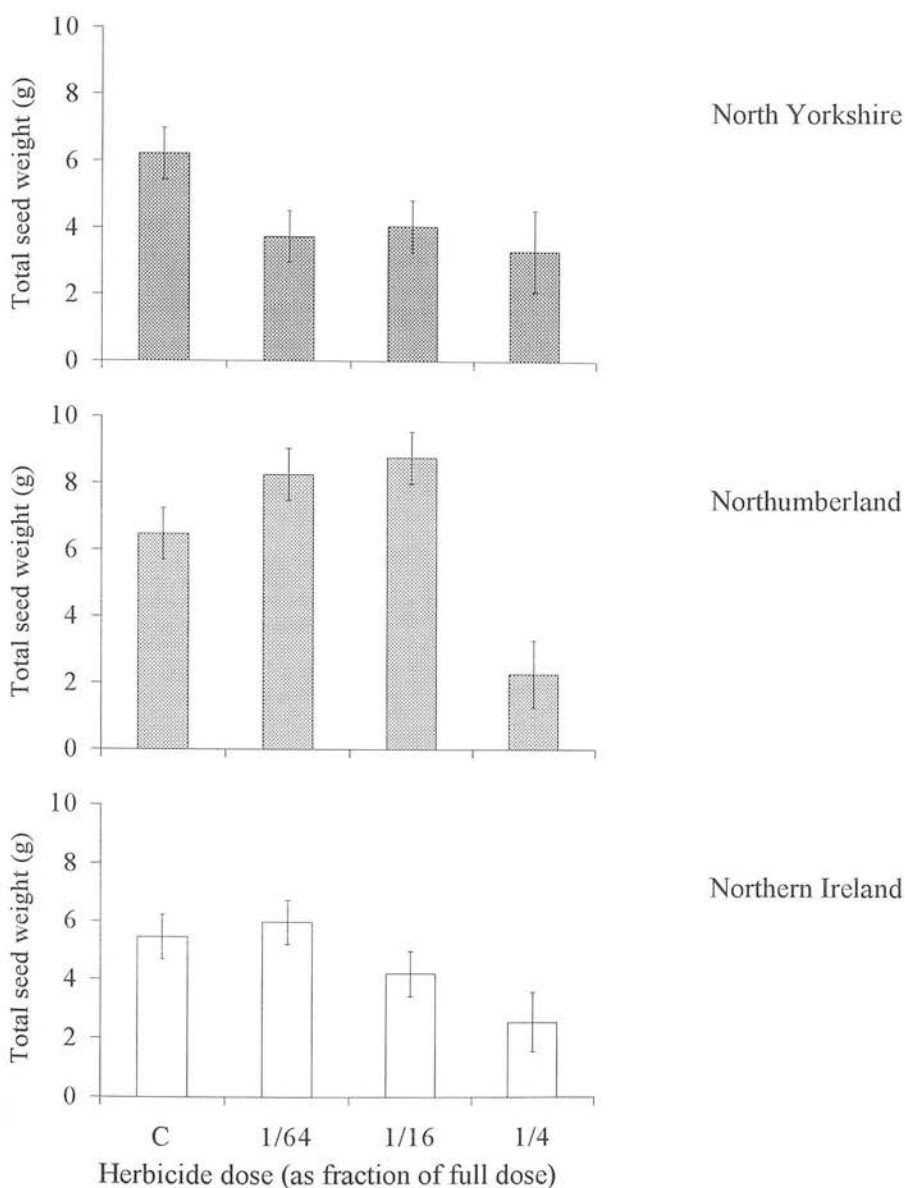 10
8
6
4
2
0
Total seed weight (g)
North Yorkshire
10
8
6
4
2
0
Total seed weight (g)
Northumberland
10
8
6
4
2
0
Total seed weight (g)
Northern Ireland
C 1/64 1/16 1/4
Herbicide dose (as fraction of full dose)